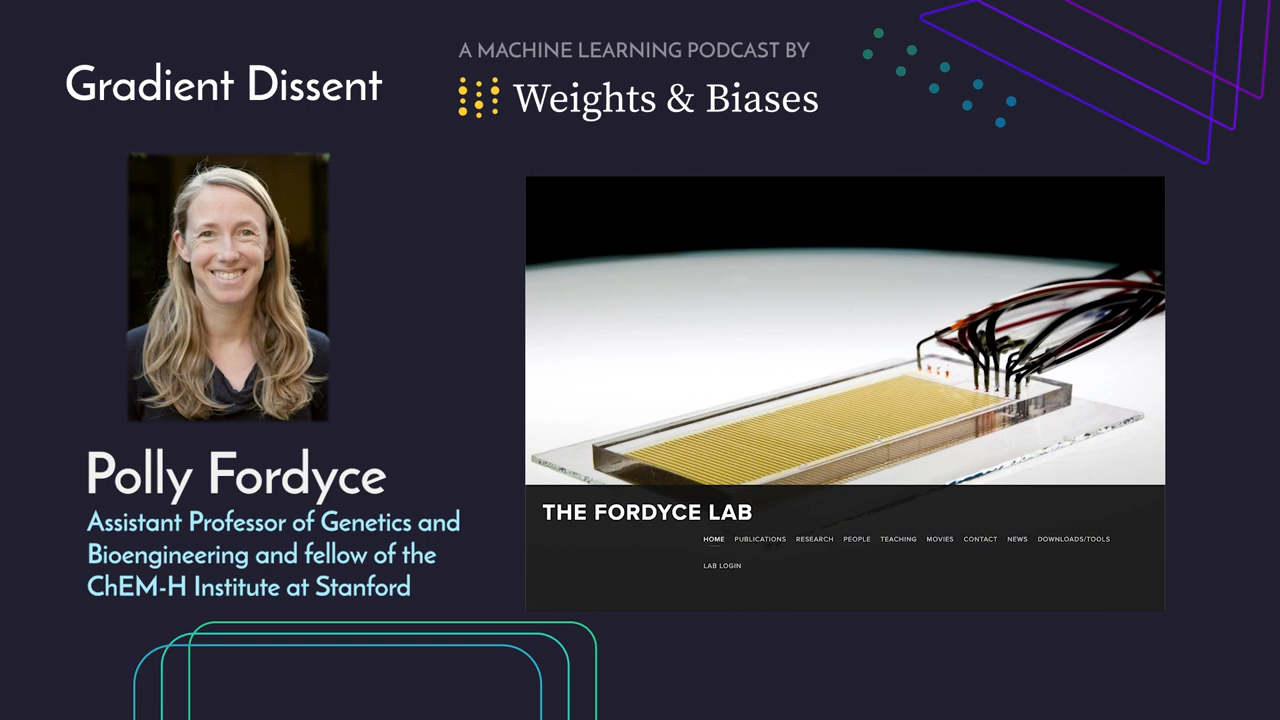 Gradient Dissent
A MACHINE LEARNING PODCAST BY
Weights & Biases
Polly Fordyce
Assistant Professor of Genetics and
Bioengineering and fellow of the
ChEM-H Institute at Stanford
THE FORDYCE LAB
HOME PUBLICATIONS RESEARCH PEOPLE TEACHING MOVIES CONTACT NEWS DOWNLOADS/TOOLS
LAB LOGIN